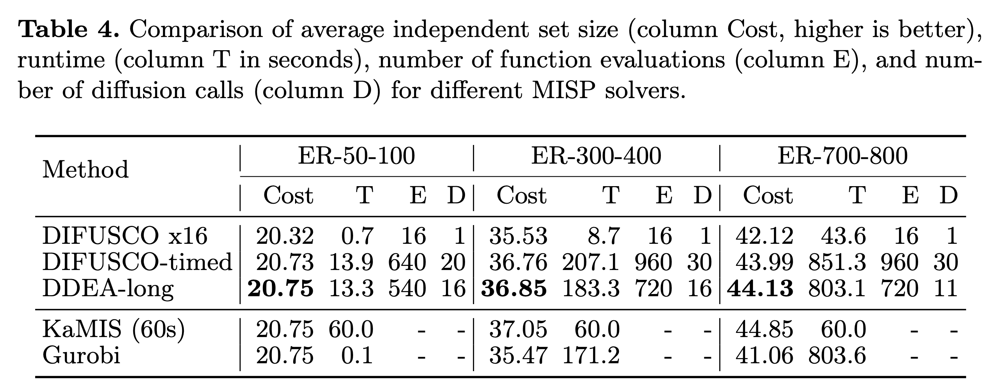 Table 4. Comparison of average independent set size (column Cost, higher is better),
runtime (column T in seconds), number of function evaluations (column E), and num-
ber of diffusion calls (column D) for different MISP solvers.
Method ER-50-100 ER-300-400 ER-700-800
Cost T E D Cost T E D Cost T E D
DIFUSCO x16 20.32 0.7 16 1 35.53 8.7 16 1 42.12 43.6 16 1
DIFUSCO-timed 20.73 13.9 640 20 36.76 207.1 960 30 43.99 851.3 960 30
DDEA-long 20.75 13.3 540 16 36.85 183.3 720 16 44.13 803.1 720 11
KaMIS (60s) 20.75 60.0 - - 37.05 60.0 - - 44.85 60.0 - -
Gurobi 20.75 0.1 - - 35.47 171.2 - - 41.06 803.6 - -